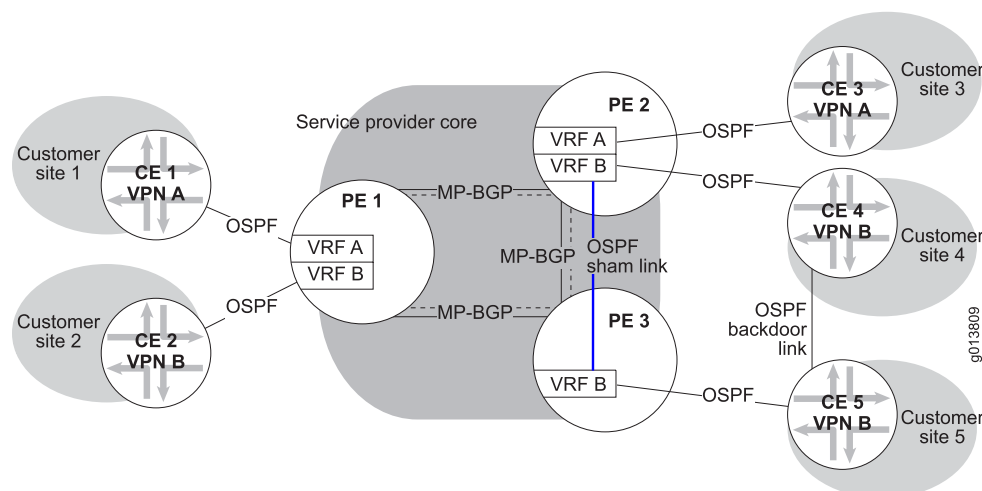 Service provider core
Customer
site 1
CE 1
VPN A
OSPF
Customer
site 2
CE 2
VPN B
OSPF
PE 1
VRF A
VRF B
MP-BGP
MP-BGP
MP-BGP
PE 2
VRF A
VRF B
OSPF
sham link
PE 3
VRF B
OSPF
OSPF
OSPF
CE 3
VPN A
Customer
site 3
CE 4
VPN B
Customer
site 4
OSPF
backdoor
link
CE 5
VPN B
Customer
site 5
g013809